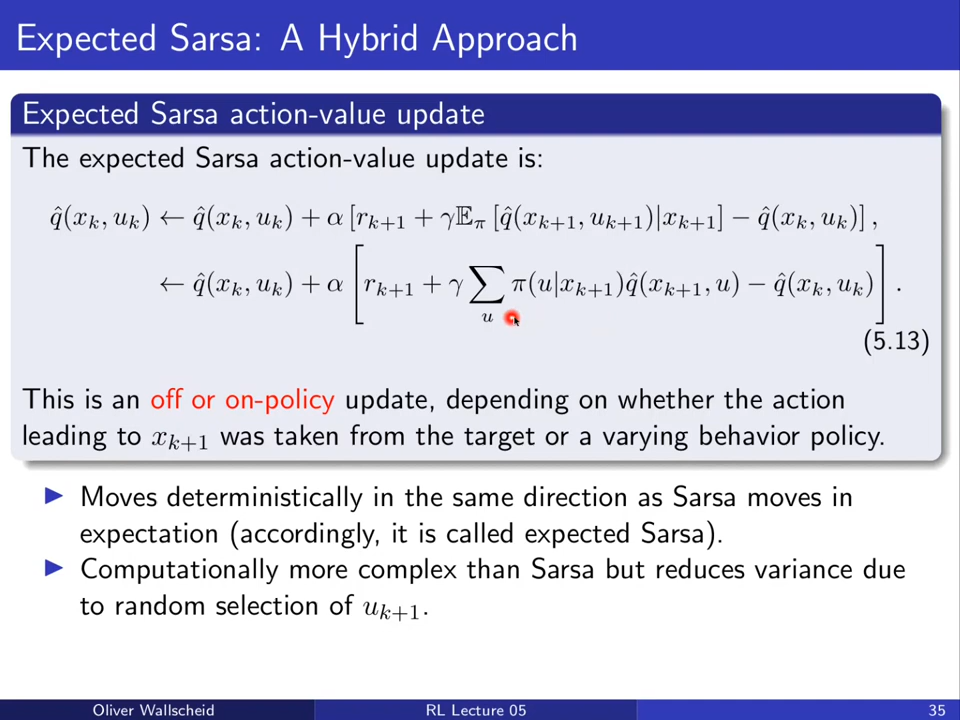 Expected Sarsa: A Hybrid Approach
Expected Sarsa action-value update
The expected Sarsa action-value update is:
q̂(x_k, u_k) ← q̂(x_k, u_k) + α [r_{k+1} + γ𝔼_π [q̂(x_{k+1}, u_{k+1})|x_{k+1}] − q̂(x_k, u_k)] ,
← q̂(x_k, u_k) + α [r_{k+1} + γ ∑_u π(u|x_{k+1})q̂(x_{k+1}, u) − q̂(x_k, u_k)] .
(5.13)
This is an off or on-policy update, depending on whether the action
leading to x_{k+1} was taken from the target or a varying behavior policy.
▶ Moves deterministically in the same direction as Sarsa moves in
expectation (accordingly, it is called expected Sarsa).
▶ Computationally more complex than Sarsa but reduces variance due
to random selection of u_{k+1}.
Oliver Wallscheid RL Lecture 05 35